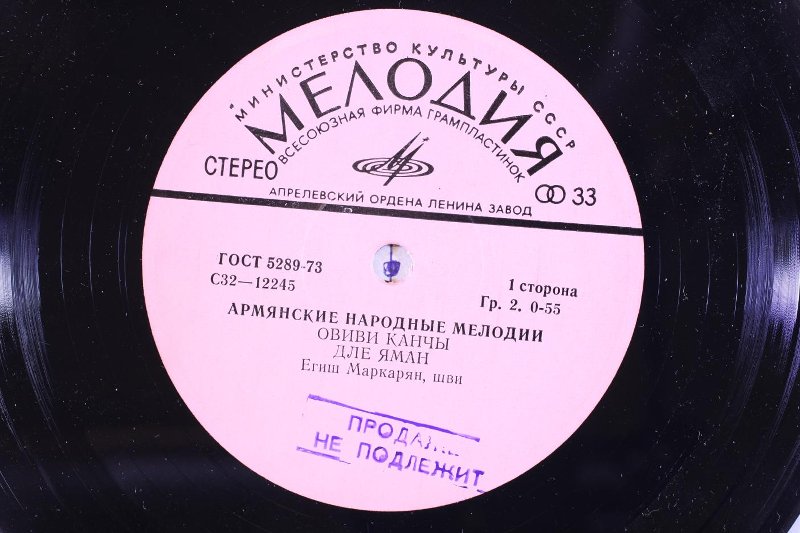 МИНИСТЕРСТВО КУЛЬТУРЫ СССР
МЕЛОДИЯ
ВСЕСОЮЗНАЯ ФИРМА ГРАМПЛАСТИНОК
СТЕРЕО
33
АПРЕЛЕВСКИЙ ОРДЕНА ЛЕНИНА ЗАВОД
ГОСТ 5289-73
С32—12245
1 сторона
Гр. 2. 0-55
АРМЯНСКИЕ НАРОДНЫЕ МЕЛОДИИ
ОВИВИ КАНЧЫ
ДЛЕ ЯМАН
Егиш Маркарян, шви
НЕ ПОДЛЕЖИТ